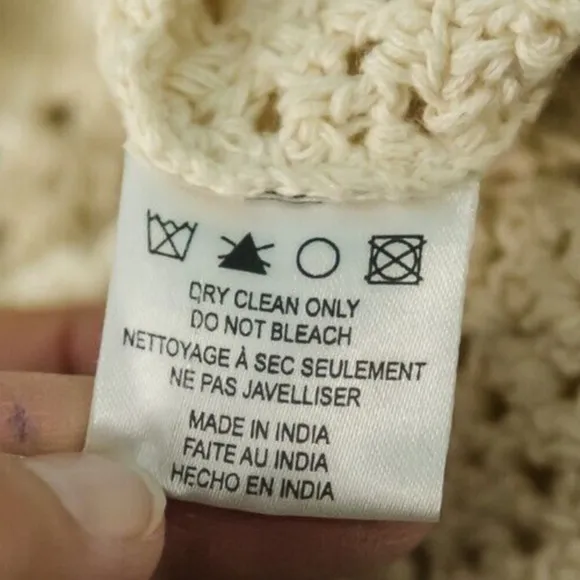 DRY CLEAN ONLY
DO NOT BLEACH
NETTOYAGE À SEC SEULEMENT
NE PAS JAVELLISER
MADE IN INDIA
FAITE AU INDIA
HECHO EN INDIA